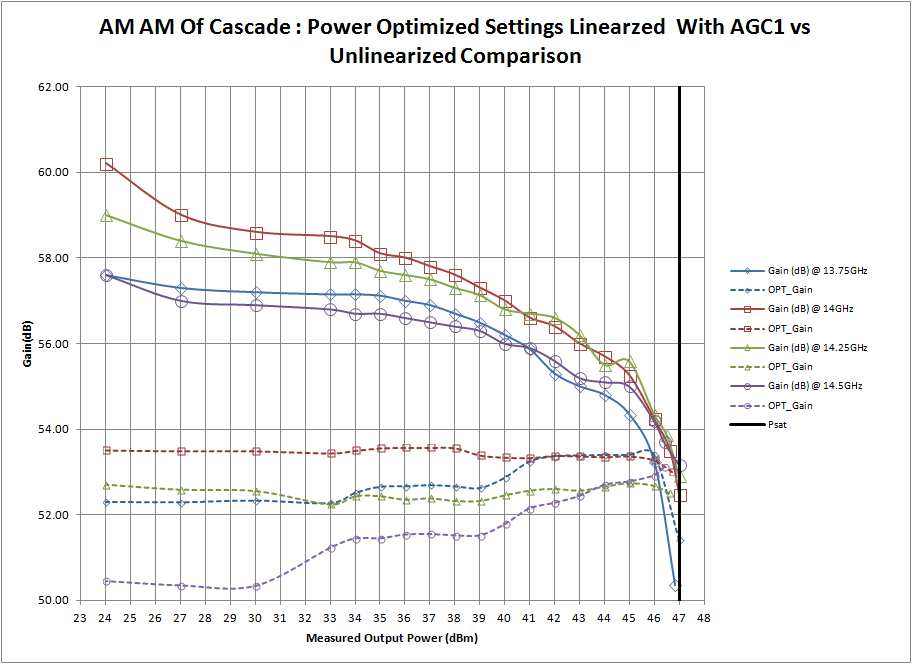 AM AM Of Cascade : Power Optimized Settings Linearzed With AGC1 vs
Unlinearized Comparison
62.00
60.00
58.00
56.00
54.00
52.00
50.00
Gain(dB)
23 24 25 26 27 28 29 30 31 32 33 34 35 36 37 38 39 40 41 42 43 44 45 46 47 48
Measured Output Power (dBm)
Gain (dB) @ 13.75GHz
OPT_Gain
Gain (dB) @ 14GHz
OPT_Gain
Gain (dB) @ 14.25GHz
OPT_Gain
Gain (dB) @ 14.5GHz
OPT_Gain
Psat